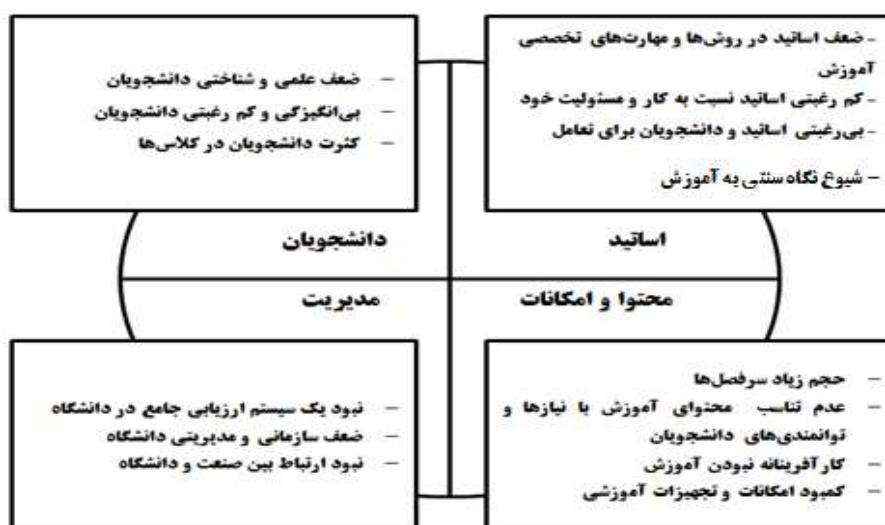 - ضعف اساتید در روش‌ها و مهارت‌های تخصصی
آموزش
- کم رغبتی اساتید نسبت به کار و مسئولیت خود
- بی‌رغبتی اساتید و دانشجویان برای تعامل
- شیوع نگاه سنتی به آموزش
- ضعف علمی و شناختی دانشجویان
- بی‌انگیزگی و کم رغبتی دانشجویان
- کثرت دانشجویان در کلاس‌ها
اساتید
دانشجویان
محتوا و امکانات
مدیریت
- حجم زیاد سرفصل‌ها
- عدم تناسب محتوای آموزش با نیازها و
توانمندی‌های دانشجویان
- کارآفرینانه نبودن آموزش
- کمبود امکانات و تجهیزات آموزشی
- نبود یک سیستم ارزیابی جامع در دانشگاه
- ضعف سازمانی و مدیریتی دانشگاه
- نبود ارتباط بین صنعت و دانشگاه